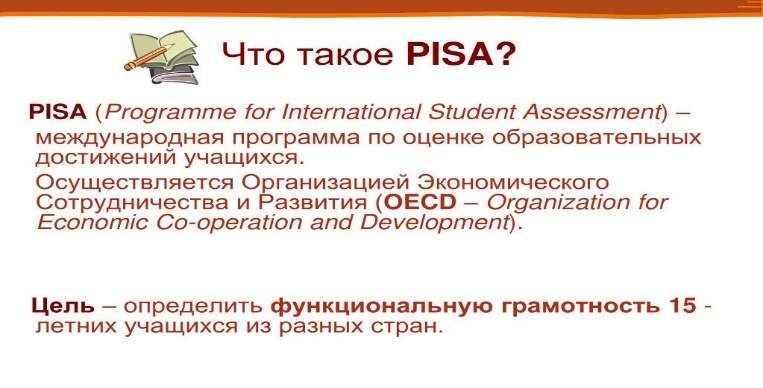 Что такое PISA?
PISA (Programme for International Student Assessment) –
международная программа по оценке образовательных
достижений учащихся.
Осуществляется Организацией Экономического
Сотрудничества и Развития (OECD – Organization for
Economic Co-operation and Development).
Цель – определить функциональную грамотность 15 -
летних учащихся из разных стран.